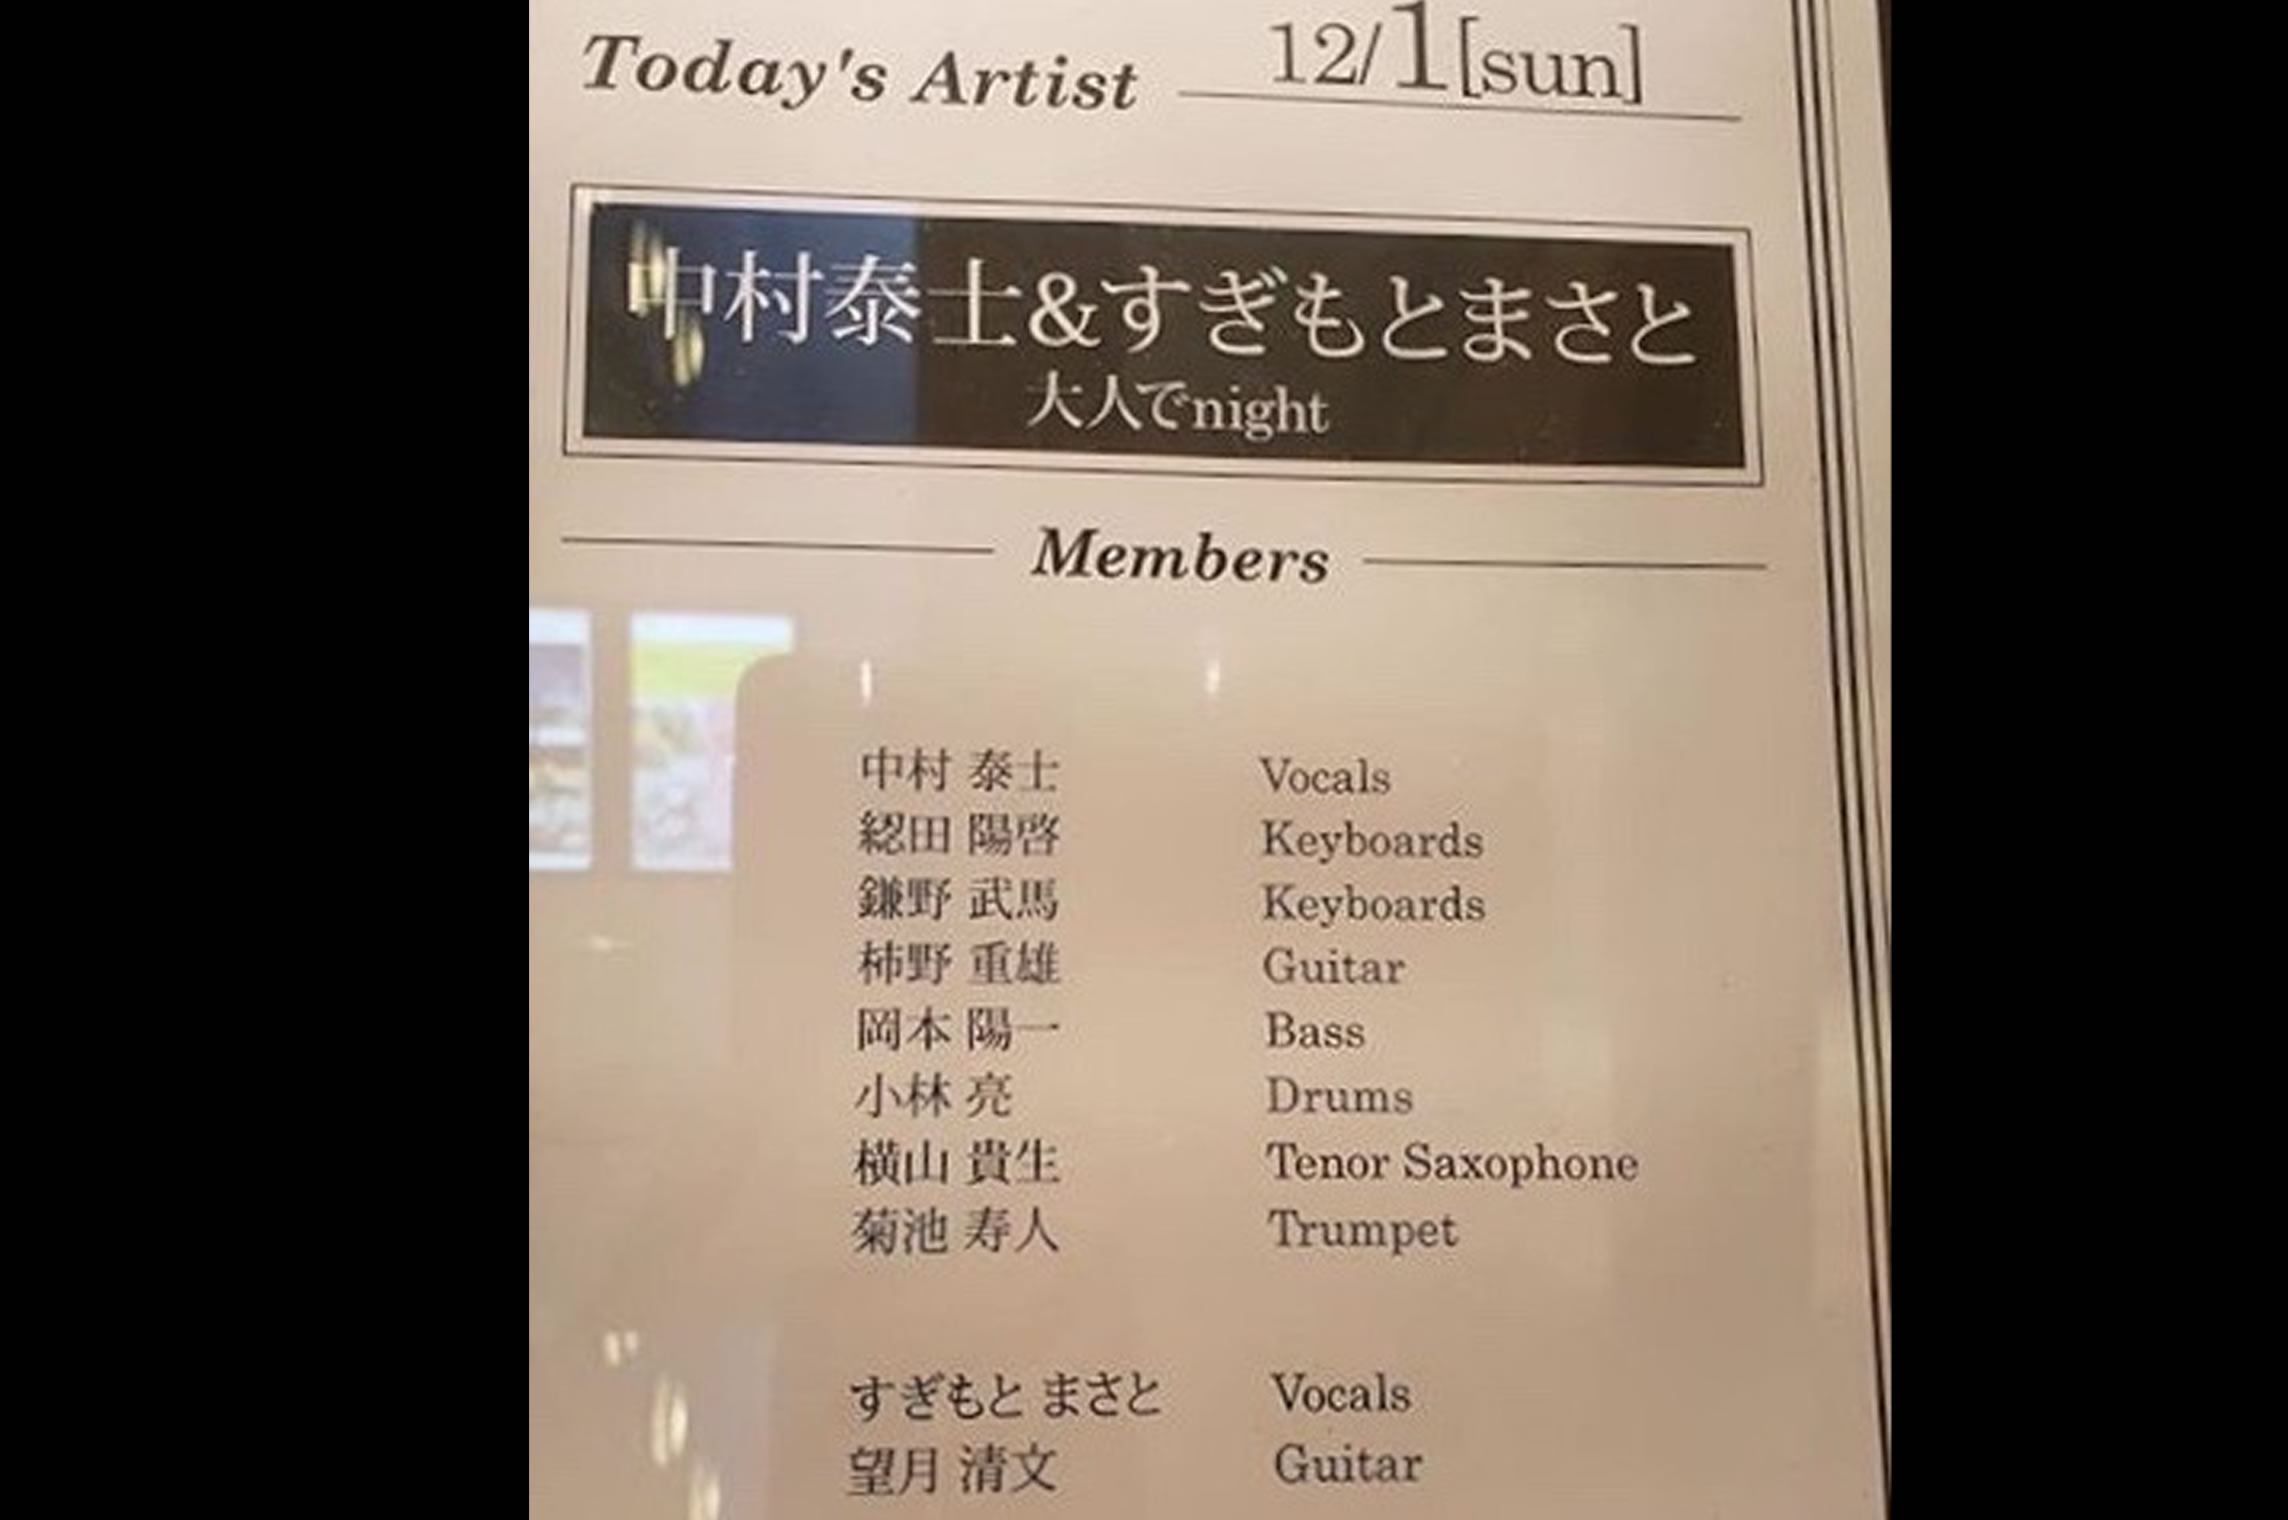 Today's Artist 12/1[sun]
中村泰士&すぎもとまさと
大人でnight
Members
中村 泰士 Vocals
綛田 陽啓 Keyboards
鎌野 武馬 Keyboards
柿野 重雄 Guitar
岡本 陽一 Bass
小林 亮 Drums
横山 貴生 Tenor Saxophone
菊池 寿人 Trumpet
すぎもと まさと Vocals
望月 清文 Guitar